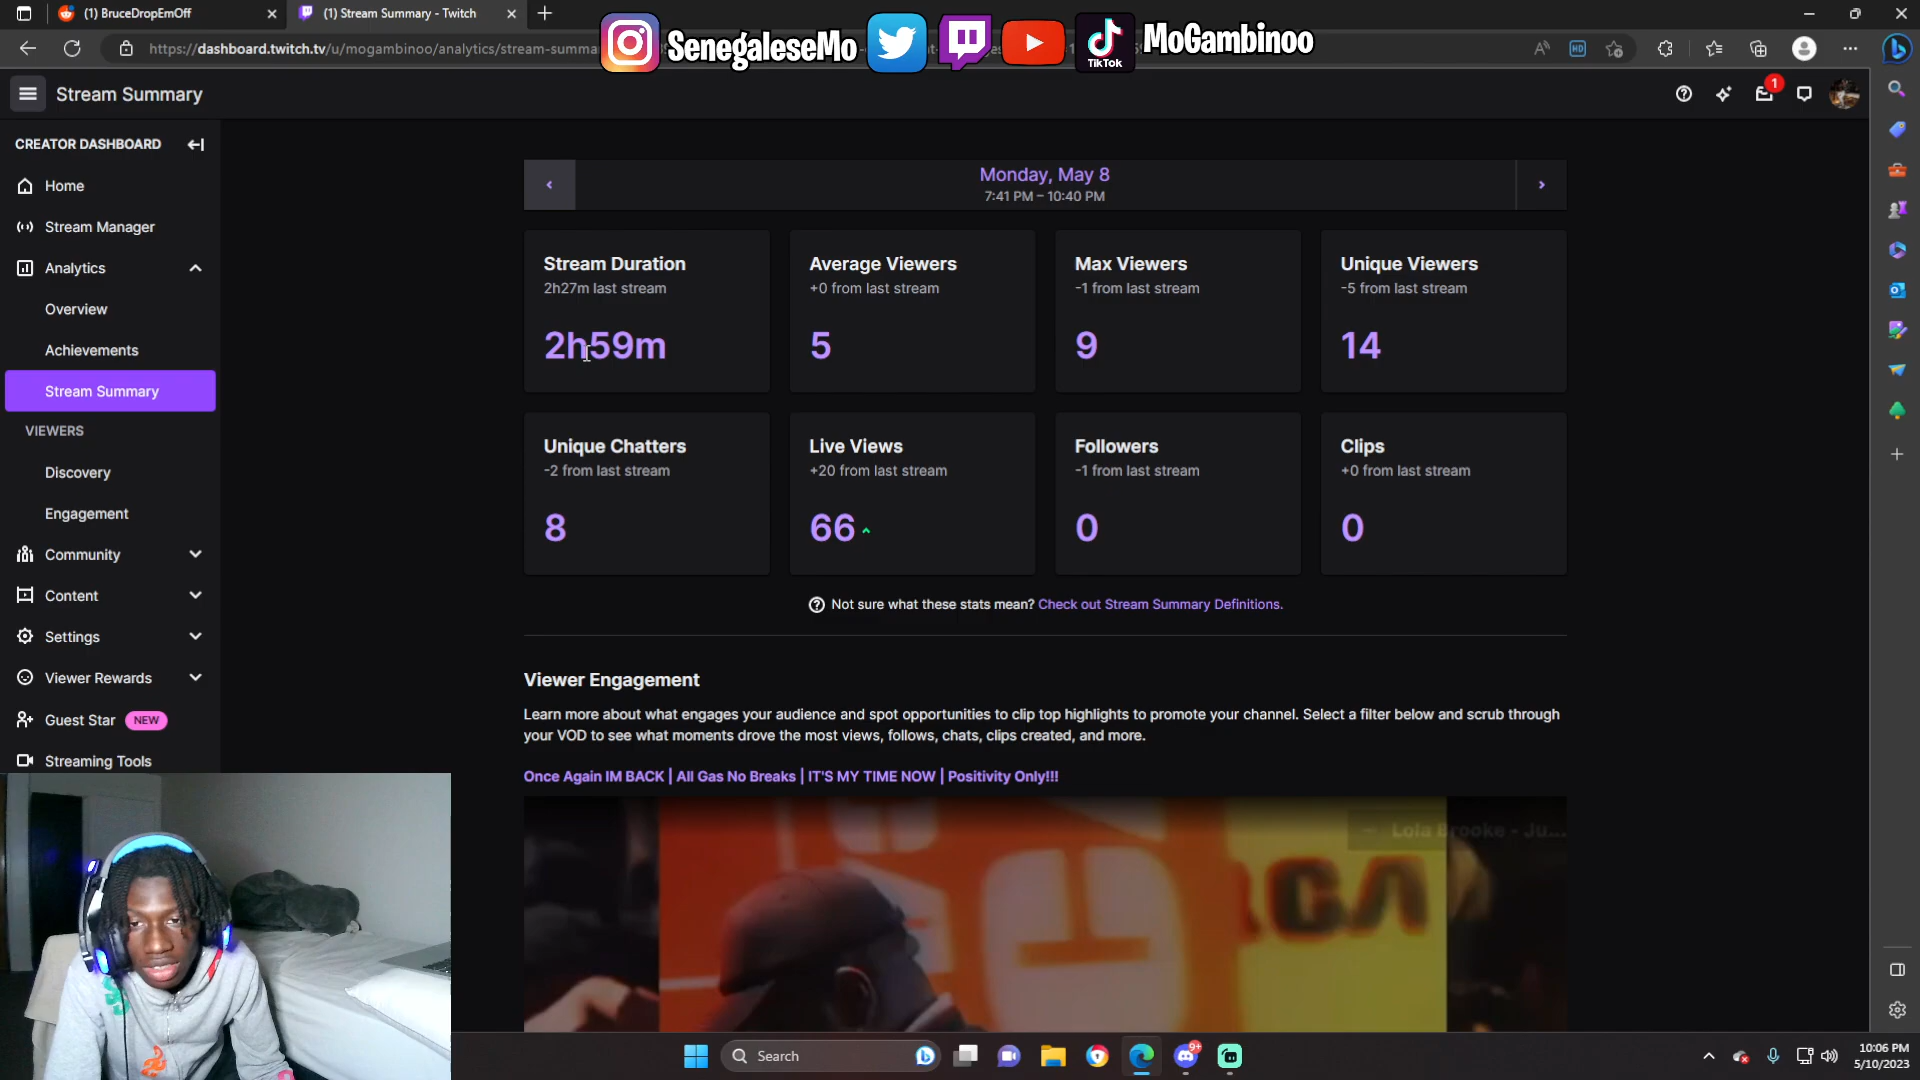 (1) BruceDropEmOff
(1) Stream Summary - Twitch
https://dashboard.twitch.tv/u/mogambinoo/analytics/stream-summa
SenegaleseMo
TikTok
MoGambinoo
Stream Summary
1
CREATOR DASHBOARD
Home
Stream Manager
Analytics
Overview
Achievements
Stream Summary
VIEWERS
Discovery
Engagement
Community
Content
Settings
Viewer Rewards
Guest Star NEW
Streaming Tools
Monday, May 8
7:41 PM – 10:40 PM
Stream Duration
2h27m last stream
2h59m
Average Viewers
+0 from last stream
5
Max Viewers
-1 from last stream
9
Unique Viewers
-5 from last stream
14
Unique Chatters
-2 from last stream
8
Live Views
+20 from last stream
66
Followers
-1 from last stream
0
Clips
+0 from last stream
0
Not sure what these stats mean? Check out Stream Summary Definitions.
Viewer Engagement
Learn more about what engages your audience and spot opportunities to clip top highlights to promote your channel. Select a filter below and scrub through
your VOD to see what moments drove the most views, follows, chats, clips created, and more.
Once Again IM BACK | All Gas No Breaks | IT'S MY TIME NOW | Positivity Only!!!
Lola Brooke - Ju...
Search
9+
10:06 PM
5/10/2023